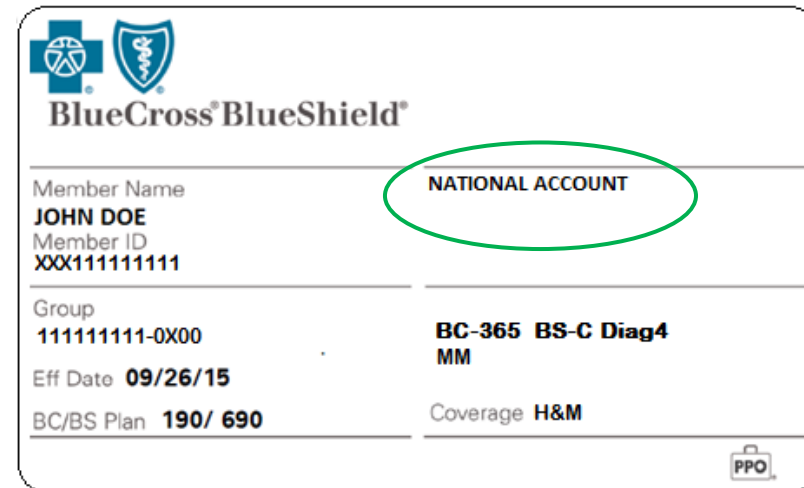 BlueCross® BlueShield®
Member Name
JOHN DOE
Member ID
XXX111111111
NATIONAL ACCOUNT
Group
111111111-0X00
Eff Date 09/26/15
BC/BS Plan 190/ 690
BC-365 BS-C Diag4
MM
Coverage H&M
PPO